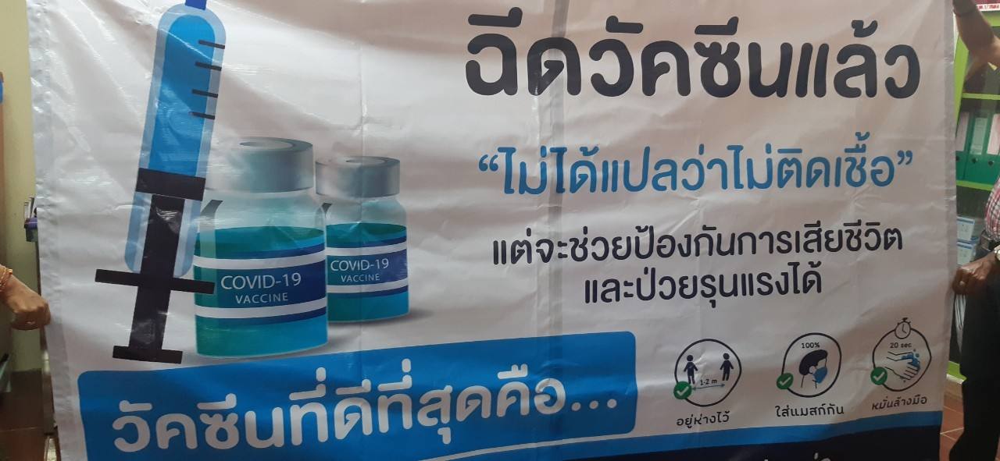 ฉีดวัคซีนแล้ว
“ไม่ได้แปลว่าไม่ติดเชื้อ”
แต่จะช่วยป้องกันการเสียชีวิต
และป่วยรุนแรงได้
COVID-19
VACCINE
COVID-19
VACCINE
วัคซีนที่ดีที่สุดคือ...
1-2 m
อยู่ห่างไว้
100%
ใส่แมสก์กัน
20 sec
หมั่นล้างมือ